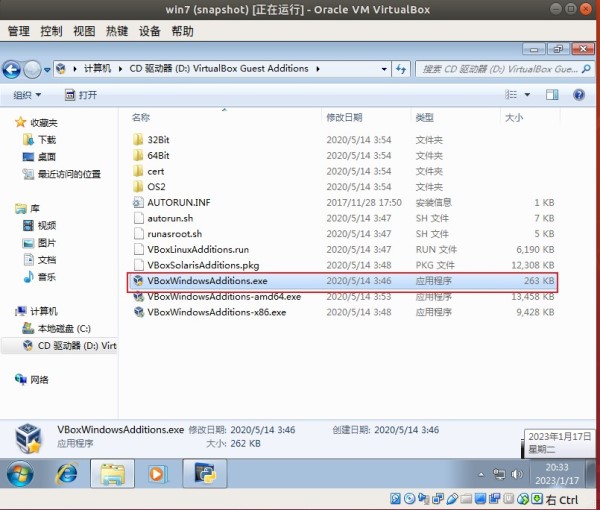 win7 (snapshot) [正在运行] - Oracle VM VirtualBox
管理 控制 视图 热键 设备 帮助
计算机 CD 驱动器 (D:) VirtualBox Guest Additions 搜索 CD 驱动器 (D:) VirtualBox Gue...
组织 打开
名称 修改日期 类型 大小
收藏夹
下载
桌面
最近访问的位置
库
视频
图片
文档
音乐
计算机
本地磁盘 (C:)
CD 驱动器 (D:) Virt
网络
32Bit 2020/5/14 3:54 文件夹
64Bit 2020/5/14 3:54 文件夹
cert 2020/5/14 3:54 文件夹
OS2 2020/5/14 3:54 文件夹
AUTORUN.INF 2017/11/28 17:50 安装信息 1 KB
autorun.sh 2020/5/14 3:47 SH 文件 7 KB
runasroot.sh 2020/5/14 3:47 SH 文件 5 KB
VBoxLinuxAdditions.run 2020/5/14 3:47 RUN 文件 6,190 KB
VBoxSolarisAdditions.pkg 2020/5/14 3:48 PKG 文件 12,308 KB
VBoxWindowsAdditions.exe 2020/5/14 3:46 应用程序 263 KB
VBoxWindowsAdditions-amd64.exe 2020/5/14 3:53 应用程序 13,458 KB
VBoxWindowsAdditions-x86.exe 2020/5/14 3:48 应用程序 9,428 KB
VBoxWindowsAdditions.exe 修改日期: 2020/5/14 3:46 创建日期: 2020/5/14 3:46
应用程序 大小: 262 KB
2023年1月17日
星期二
20:33
2023/1/17
右 Ctrl